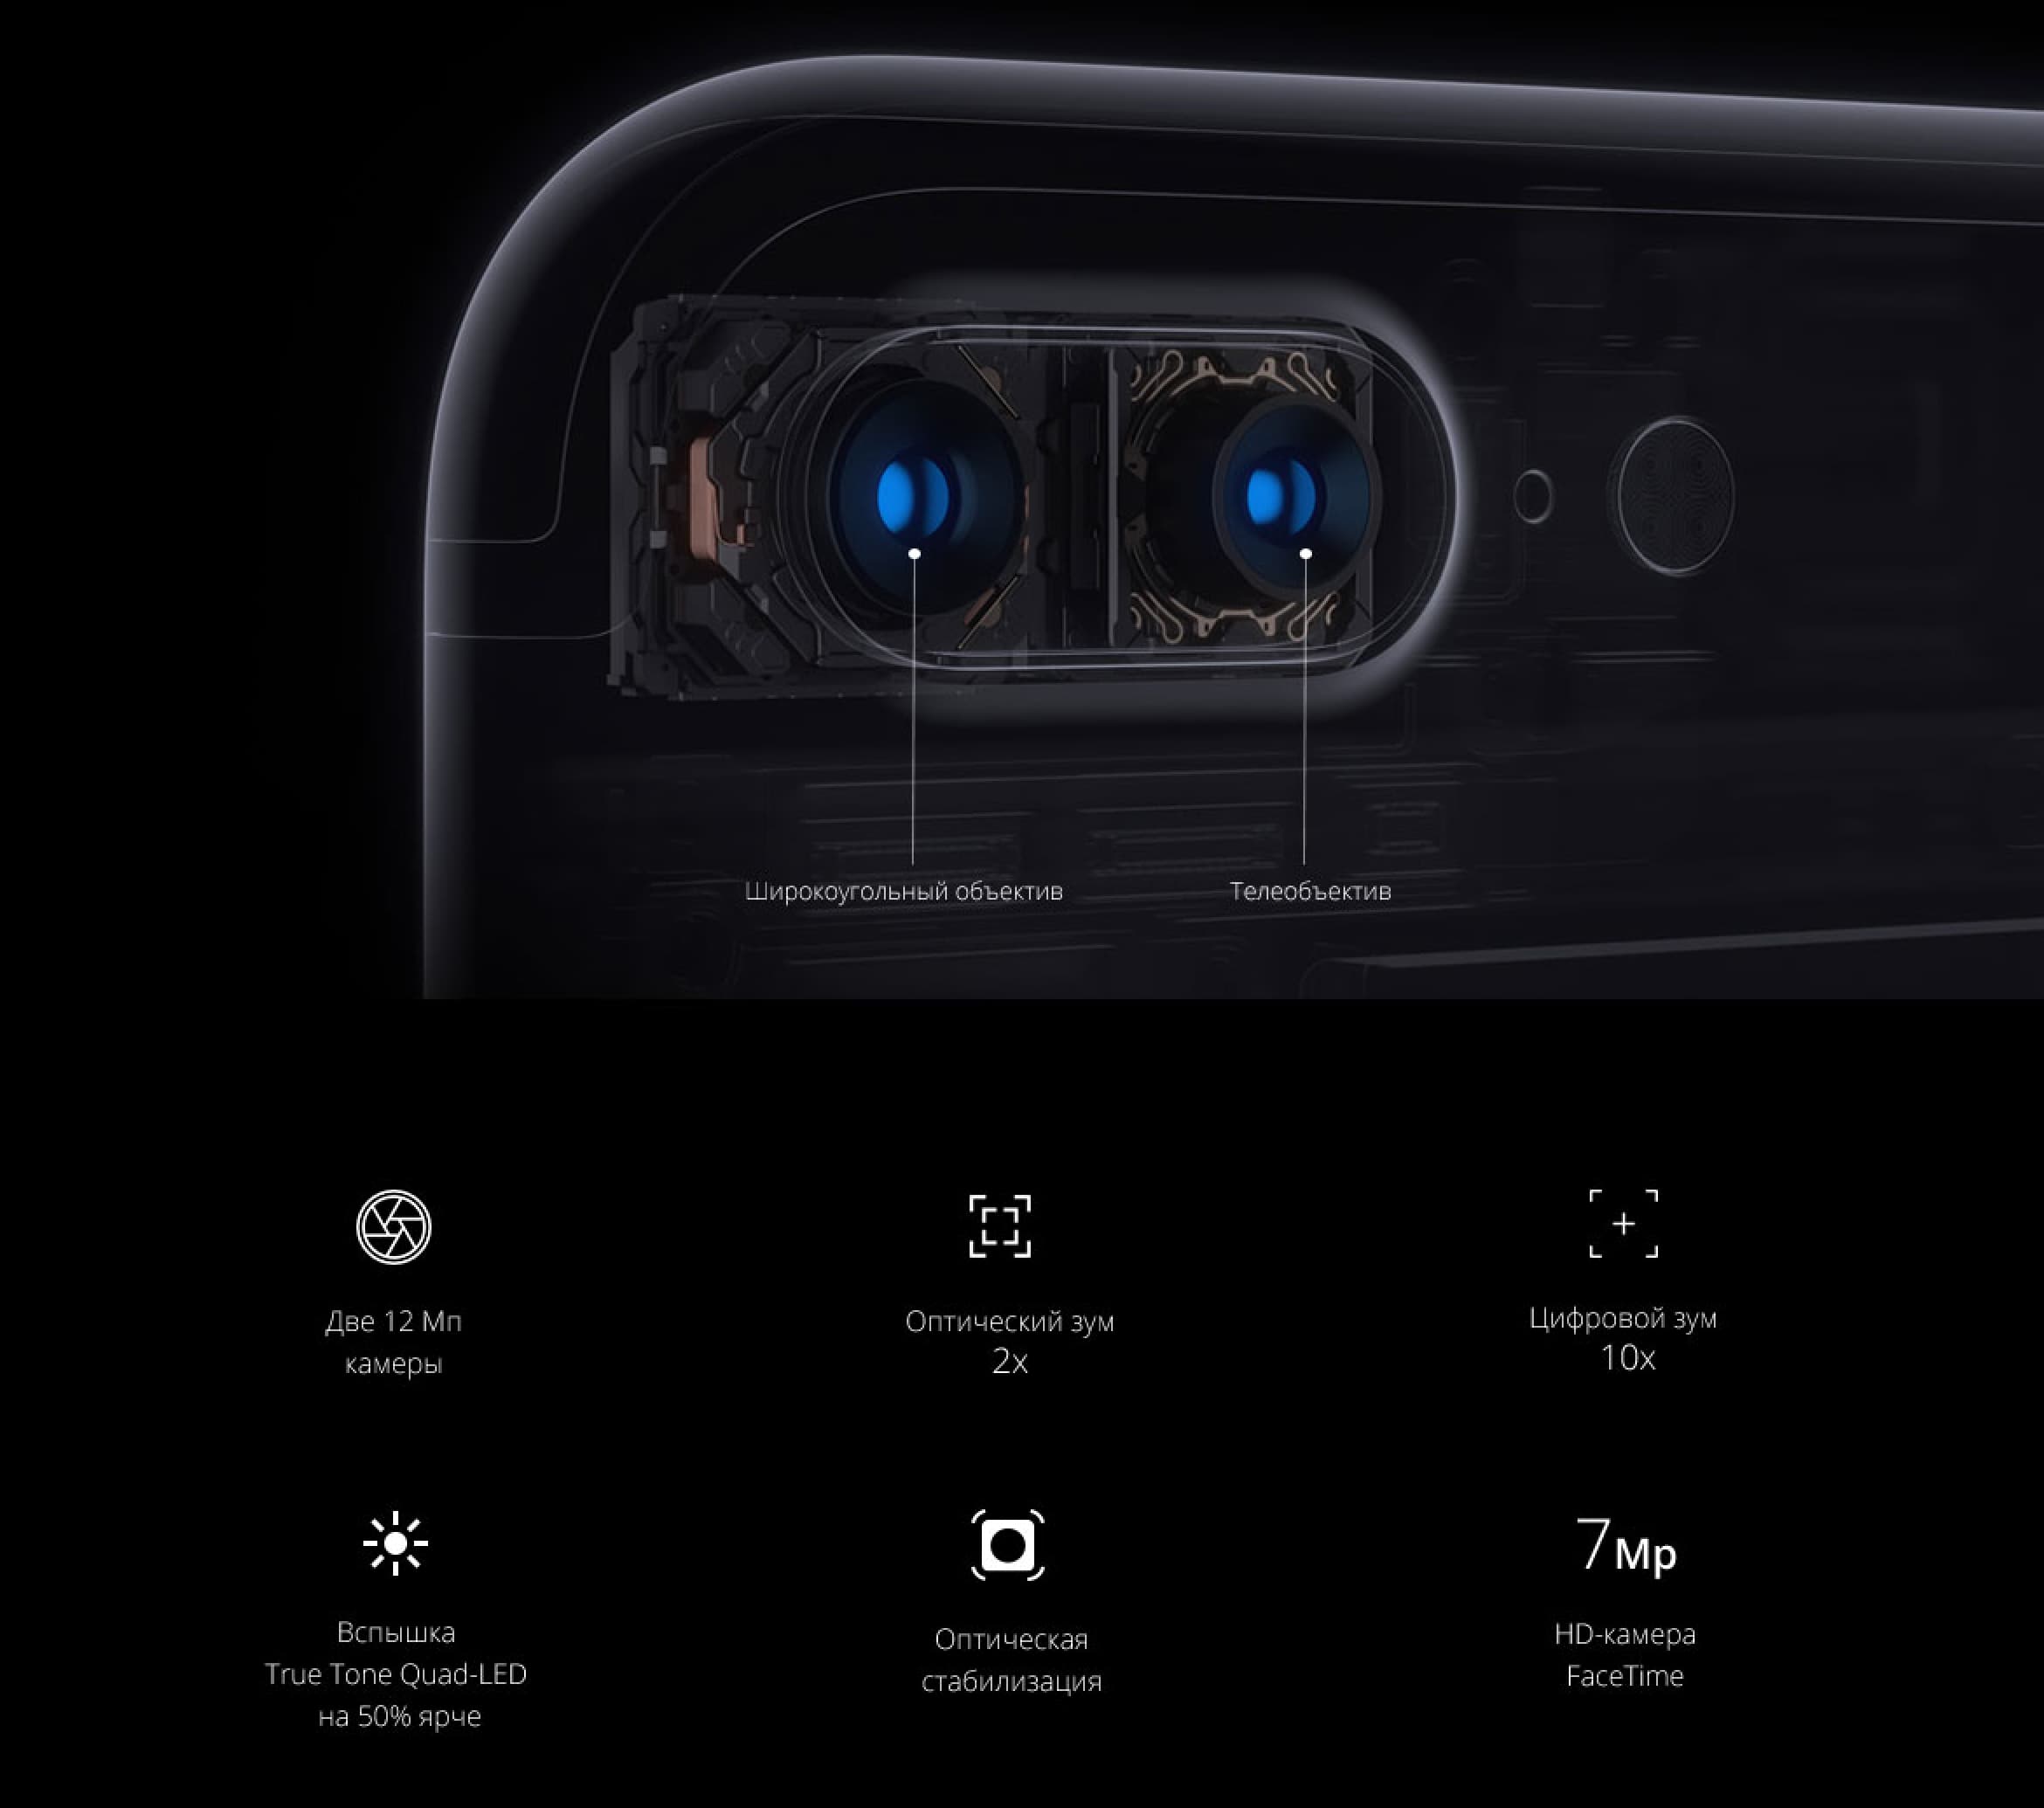 Широкоугольный объектив
Телеобъектив
Две 12 Мп
камеры
Оптический зум
2x
Цифровой зум
10x
Вспышка
True Tone Quad-LED
на 50% ярче
Оптическая
стабилизация
7Mp
HD-камера
FaceTime